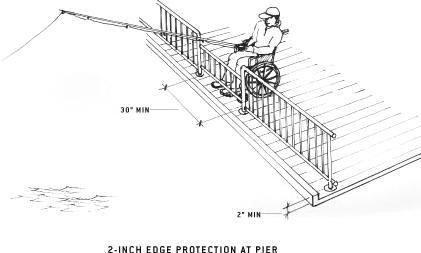 30" MIN
2" MIN
2-INCH EDGE PROTECTION AT PIER